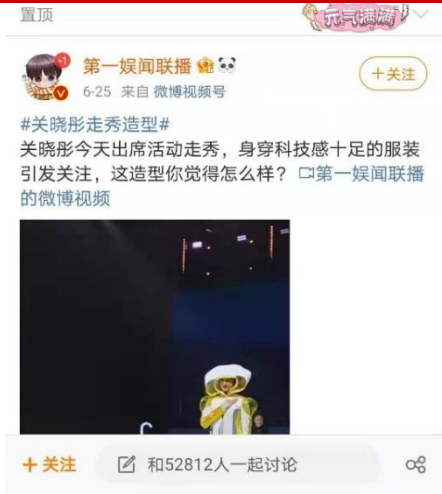 置顶
元气满满
+1
第一娱闻联播
+关注
6-25 来自 微博视频号
#关晓彤走秀造型#
关晓彤今天出席活动走秀，身穿科技感十足的服装
引发关注，这造型你觉得怎么样？ 第一娱闻联播
的微博视频
+关注
和52812人一起讨论